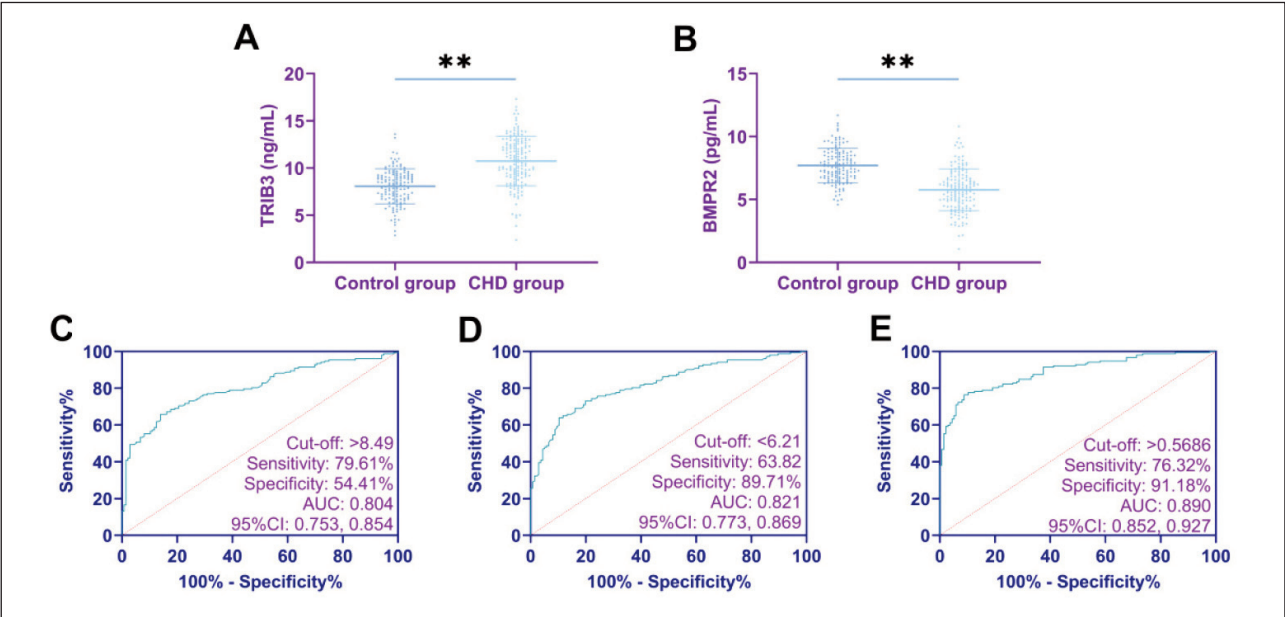 A
**
20
15
10
5
0
TRIB3 (ng/mL)
Control group
CHD group
B
**
15
10
5
0
BMPR2 (pg/mL)
Control group
CHD group
C
100
80
60
40
20
0
Sensitivity%
Cut-off: >8.49
Sensitivity: 79.61%
Specificity: 54.41%
AUC: 0.804
95%CI: 0.753, 0.854
0 20 40 60 80 100
100% - Specificity%
D
100
80
60
40
20
0
Sensitivity%
Cut-off: <6.21
Sensitivity: 63.82
Specificity: 89.71%
AUC: 0.821
95%CI: 0.773, 0.869
0 20 40 60 80 100
100% - Specificity%
E
100
80
60
40
20
0
Sensitivity%
Cut-off: >0.5686
Sensitivity: 76.32%
Specificity: 91.18%
AUC: 0.890
95%CI: 0.852, 0.927
0 20 40 60 80 100
100% - Specificity%